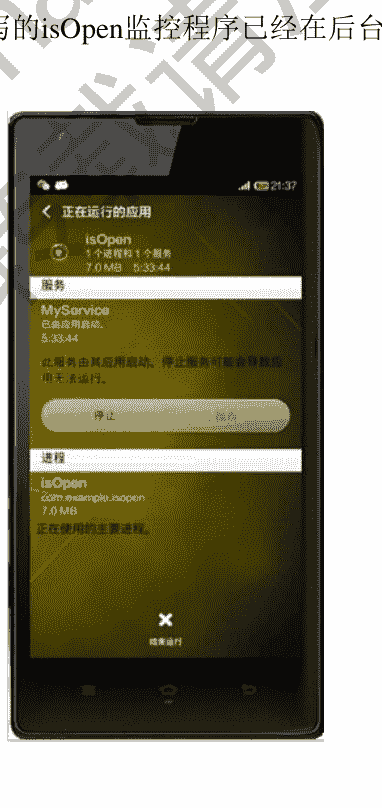 写的isOpen监控程序已经在后台
21:37
正在运行的应用
isOpen
1个进程和1个服务
7.0 MB 5:33:44
服务
MyService
已由应用启动。
5:33:44
此服务由其应用启动。停止服务可能会导致应
用无法运行。
停止
进程
isOpen
com.example.isopen
7.0 MB
正在使用的主要进程。
结束运行